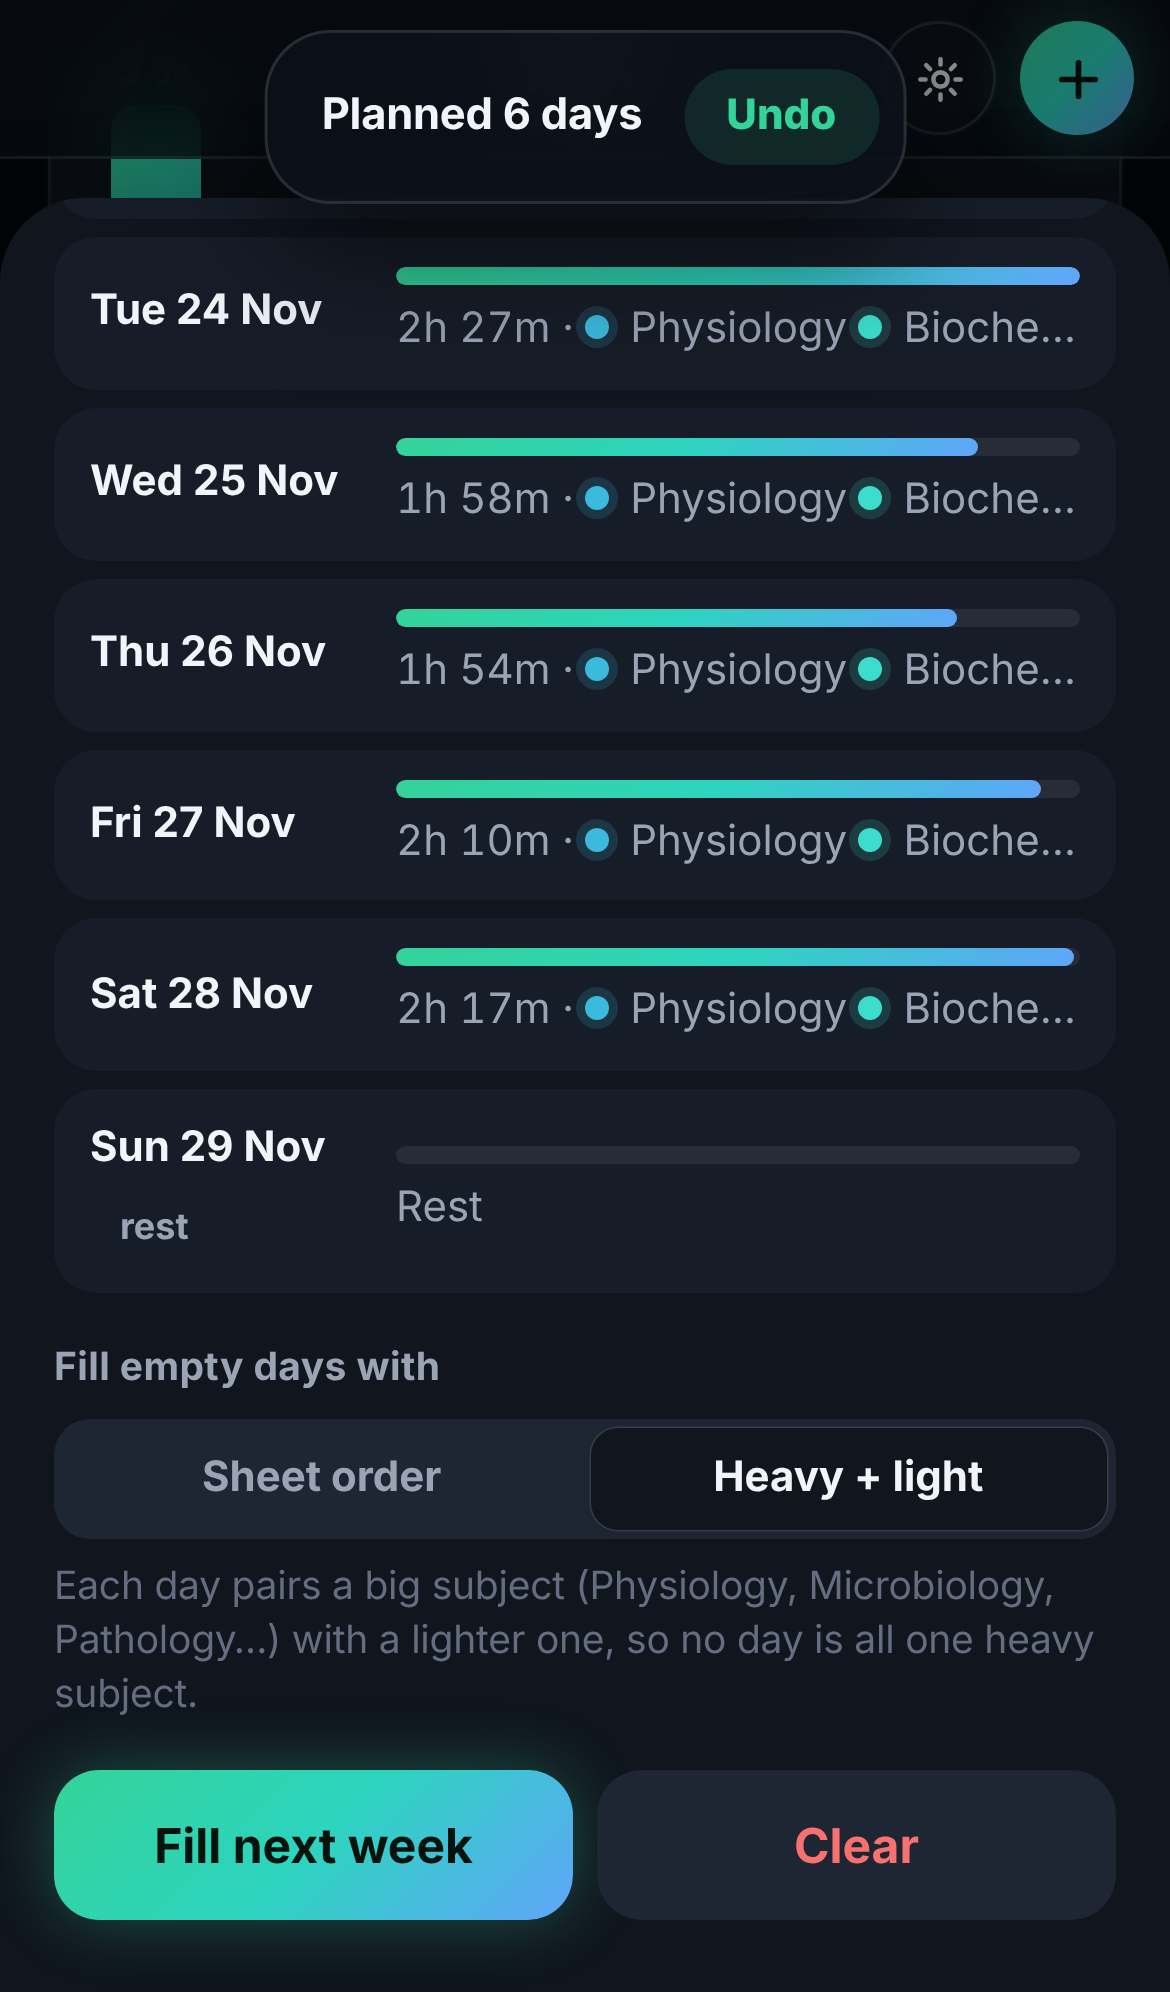 Planned 6 days
Undo
Tue 24 Nov
2h 27m · Physiology Bioche...
Wed 25 Nov
1h 58m · Physiology Bioche...
Thu 26 Nov
1h 54m · Physiology Bioche...
Fri 27 Nov
2h 10m · Physiology Bioche...
Sat 28 Nov
2h 17m · Physiology Bioche...
Sun 29 Nov
rest
Rest
Fill empty days with
Sheet order
Heavy + light
Each day pairs a big subject (Physiology, Microbiology,
Pathology...) with a lighter one, so no day is all one heavy
subject.
Fill next week
Clear